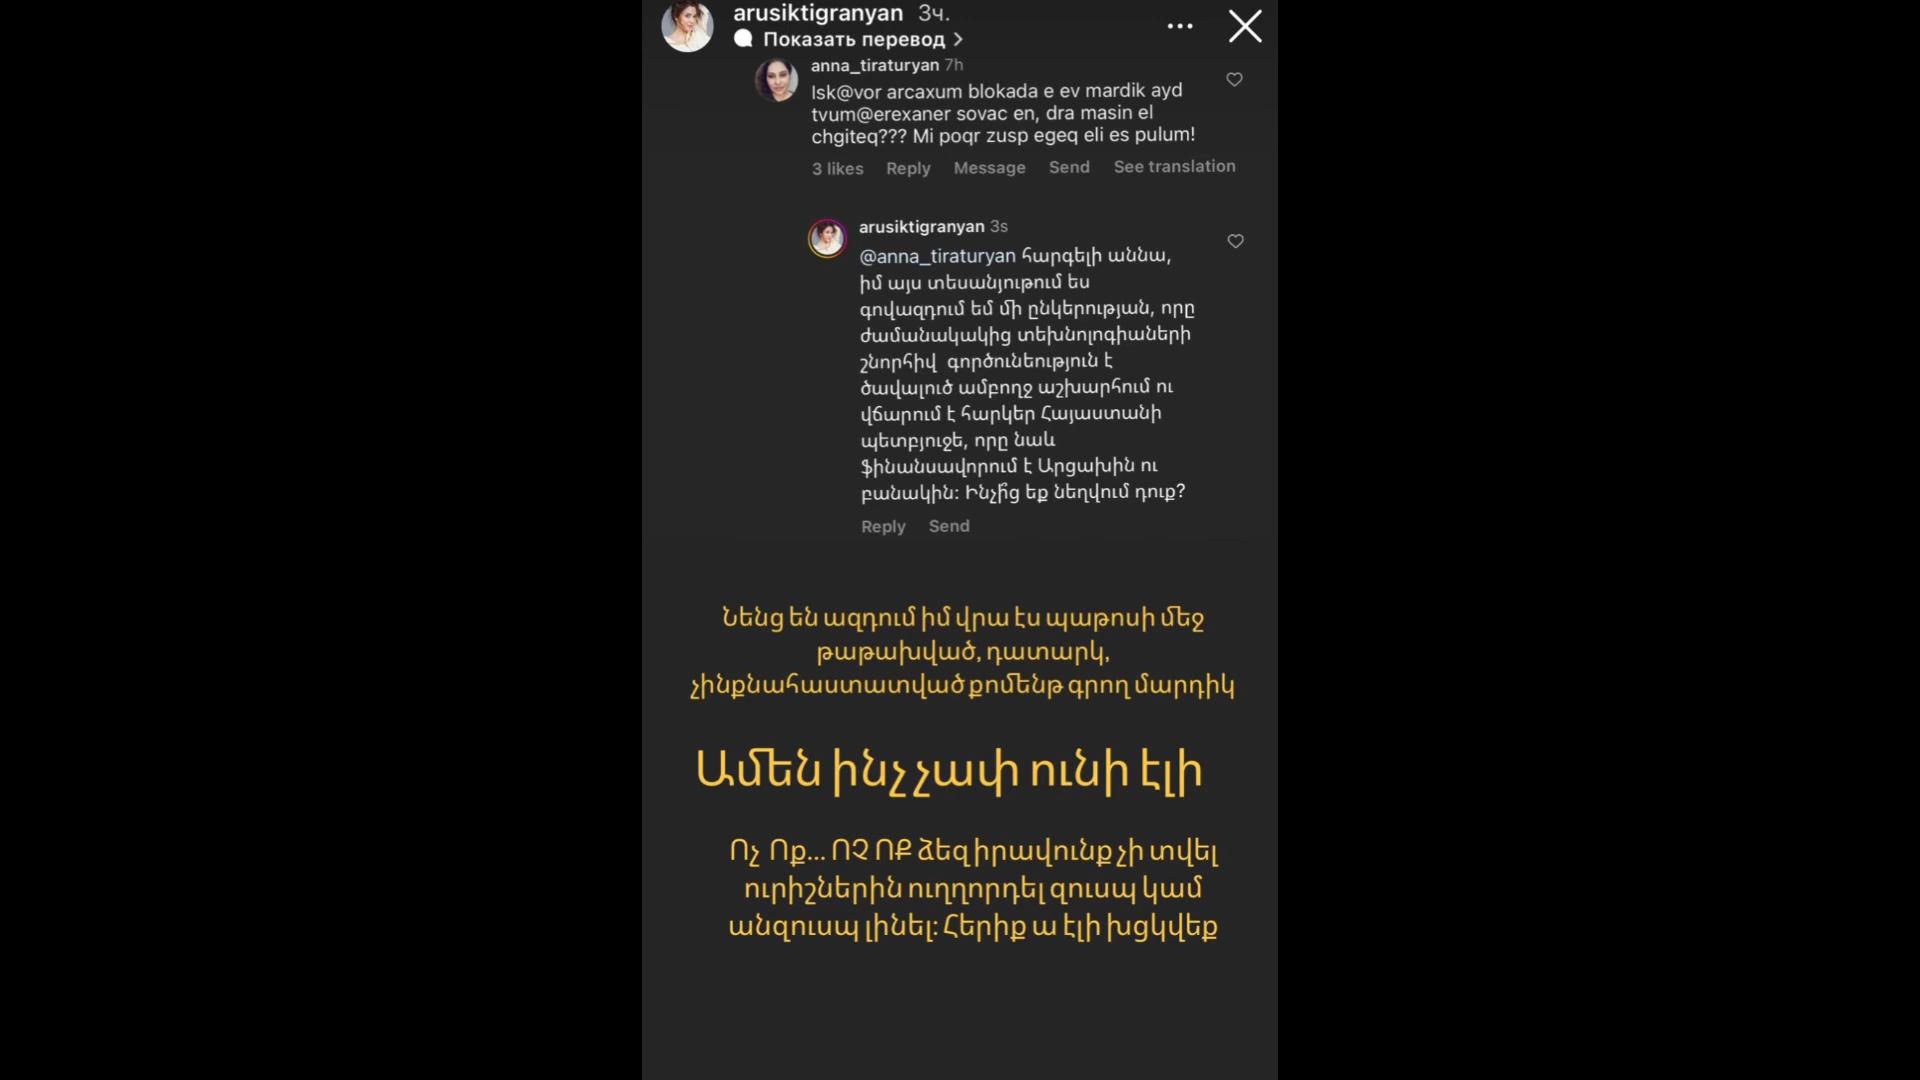 arusiktigranyan 3ч.
Показать перевод >
anna_tiraturyan 7h
Isk@vor arcaxum blokada e ev mardik ayd
tvum@erexaner sovac en, dra masin el
chgiteq??? Mi poqr zusp egeq eli es pulum!
3 likes Reply Message Send See translation
arusiktigranyan 3s
@anna_tiraturyan հարգելի աննա,
իմ այս տեսանյութում ես
գովազդում եմ մի ընկերության, որը
ժամանակակից տեխնոլոգիաների
շնորհիվ գործունեություն է
ծավալուծ ամբողջ աշխարհում ու
վճարում է հարկեր Հայաստանի
պետբյուջե, որը նաև
ֆինանսավորում է Արցախին ու
բանակին։ Ինչի՞ց եք նեղվում դուք?
Reply Send
Նենց են ազդում իմ վրա էս պաթոսի մեջ
թաթախված, դատարկ,
չինքնահաստատված քոմենթ գրող մարդիկ
Ամեն ինչ չափ ունի էլի
Ոչ Ոք... ՈՉ ՈՔ ձեզ իրավունք չի տվել
ուրիշներին ուղղորդել զուսպ կամ
անզուսպ լինել։ Հերիք ա էլի խցկվեք